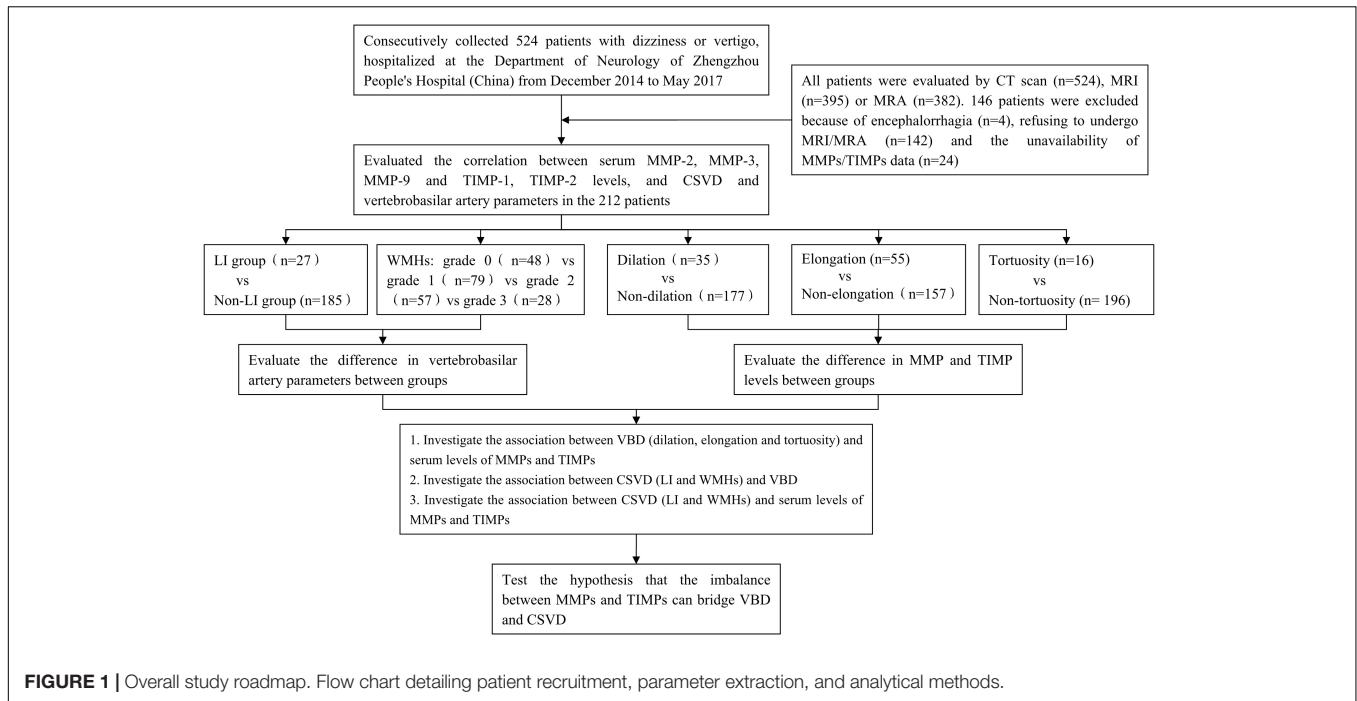 Consecutively collected 524 patients with dizziness or vertigo,
hospitalized at the Department of Neurology of Zhengzhou
People's Hospital (China) from December 2014 to May 2017
All patients were evaluated by CT scan (n=524), MRI
(n=395) or MRA (n=382). 146 patients were excluded
because of encephalorrhagia (n=4), refusing to undergo
MRI/MRA (n=142) and the unavailability of
MMPs/TIMPs data (n=24)
Evaluated the correlation between serum MMP-2, MMP-3,
MMP-9 and TIMP-1, TIMP-2 levels, and CSVD and
vertebrobasilar artery parameters in the 212 patients
LI group（n=27）
vs
Non-LI group（n=185）
WMHs: grade 0（n=48）vs
grade 1（n=79）vs grade 2
（n=57）vs grade 3（n=28）
Dilation（n=35）
vs
Non-dilation（n=177）
Elongation (n=55)
vs
Non-elongation（n=157）
Tortuosity (n=16)
vs
Non-tortuosity (n= 196)
Evaluate the difference in vertebrobasilar
artery parameters between groups
Evaluate the difference in MMP and TIMP
levels between groups
1. Investigate the association between VBD (dilation, elongation and tortuosity) and
serum levels of MMPs and TIMPs
2. Investigate the association between CSVD (LI and WMHs) and VBD
3. Investigate the association between CSVD (LI and WMHs) and serum levels of
MMPs and TIMPs
Test the hypothesis that the imbalance
between MMPs and TIMPs can bridge VBD
and CSVD
FIGURE 1 | Overall study roadmap. Flow chart detailing patient recruitment, parameter extraction, and analytical methods.